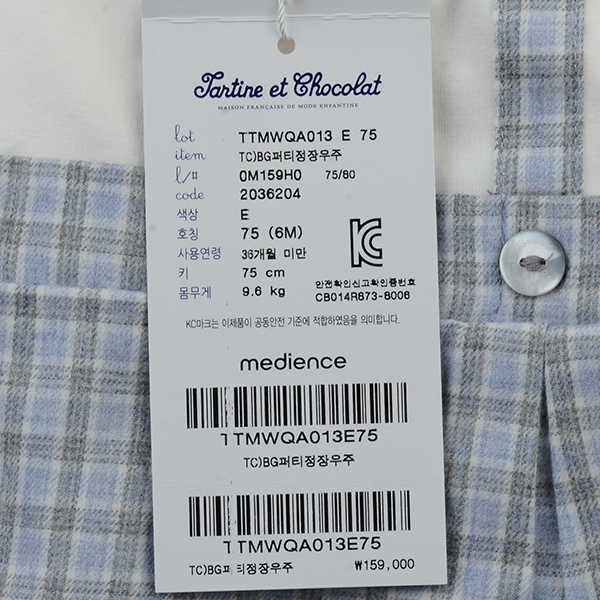 Tartine et Chocolat
MAISON FRANÇAISE DE MODE ENFANTINE
lot TTMWQA013 E 75
item TC)BG퍼티정장우주
l/# 0M159H0 75/80
code 2036204
색상 E
호칭 75 (6M)
사용연령 36개월 미만
키 75 cm
몸무게 9.6 kg
안전확인신고확인증번호
CB014R673-8006
KC마크는 이제품이 공통안전 기준에 적합하였음을 의미합니다.
medience
TTMWQA013E75
TC)BG퍼티정장우주
TTMWQA013E75
TC)BG퍼티정장우주 ₩159,000